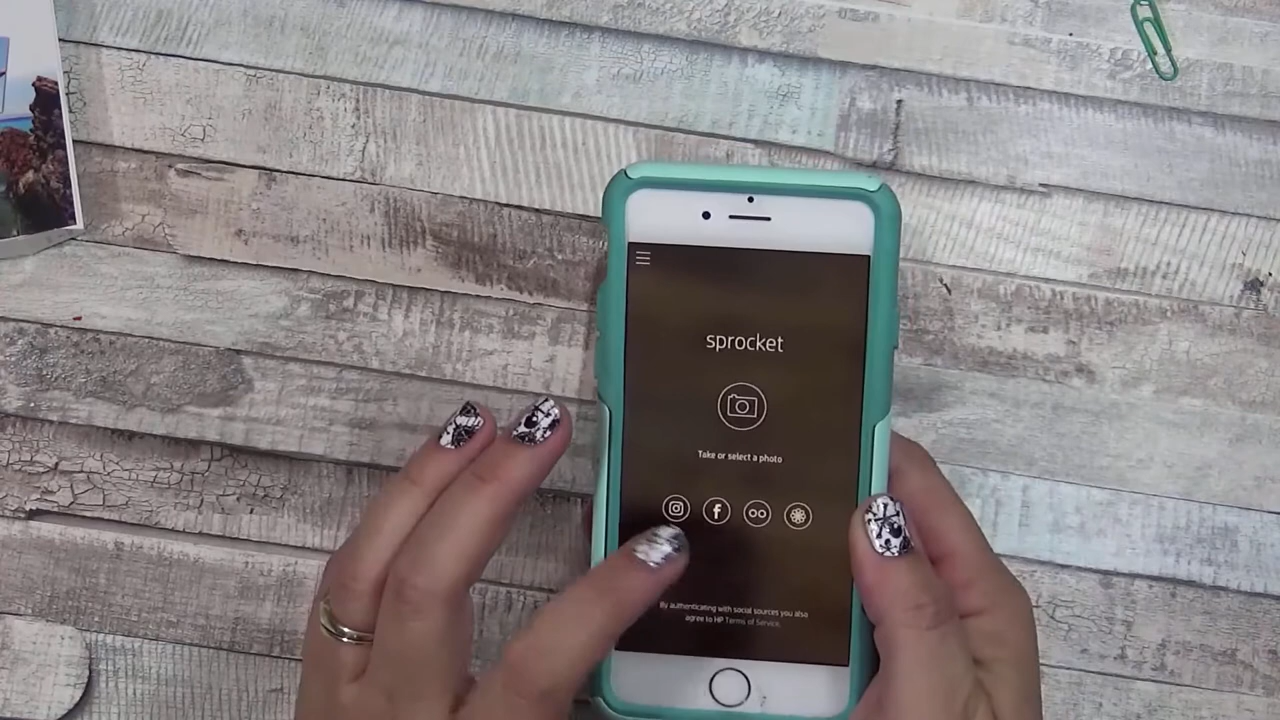 sprocket
Take or select a photo
By authenticating with social sources you also
agree to HP Terms of Service.